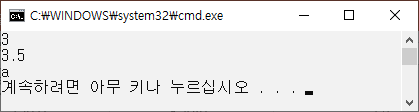 C:₩WINDOWS₩system32₩cmd.exe
3
3.5
a
계속하려면 아무 키나 누르십시오 . . .